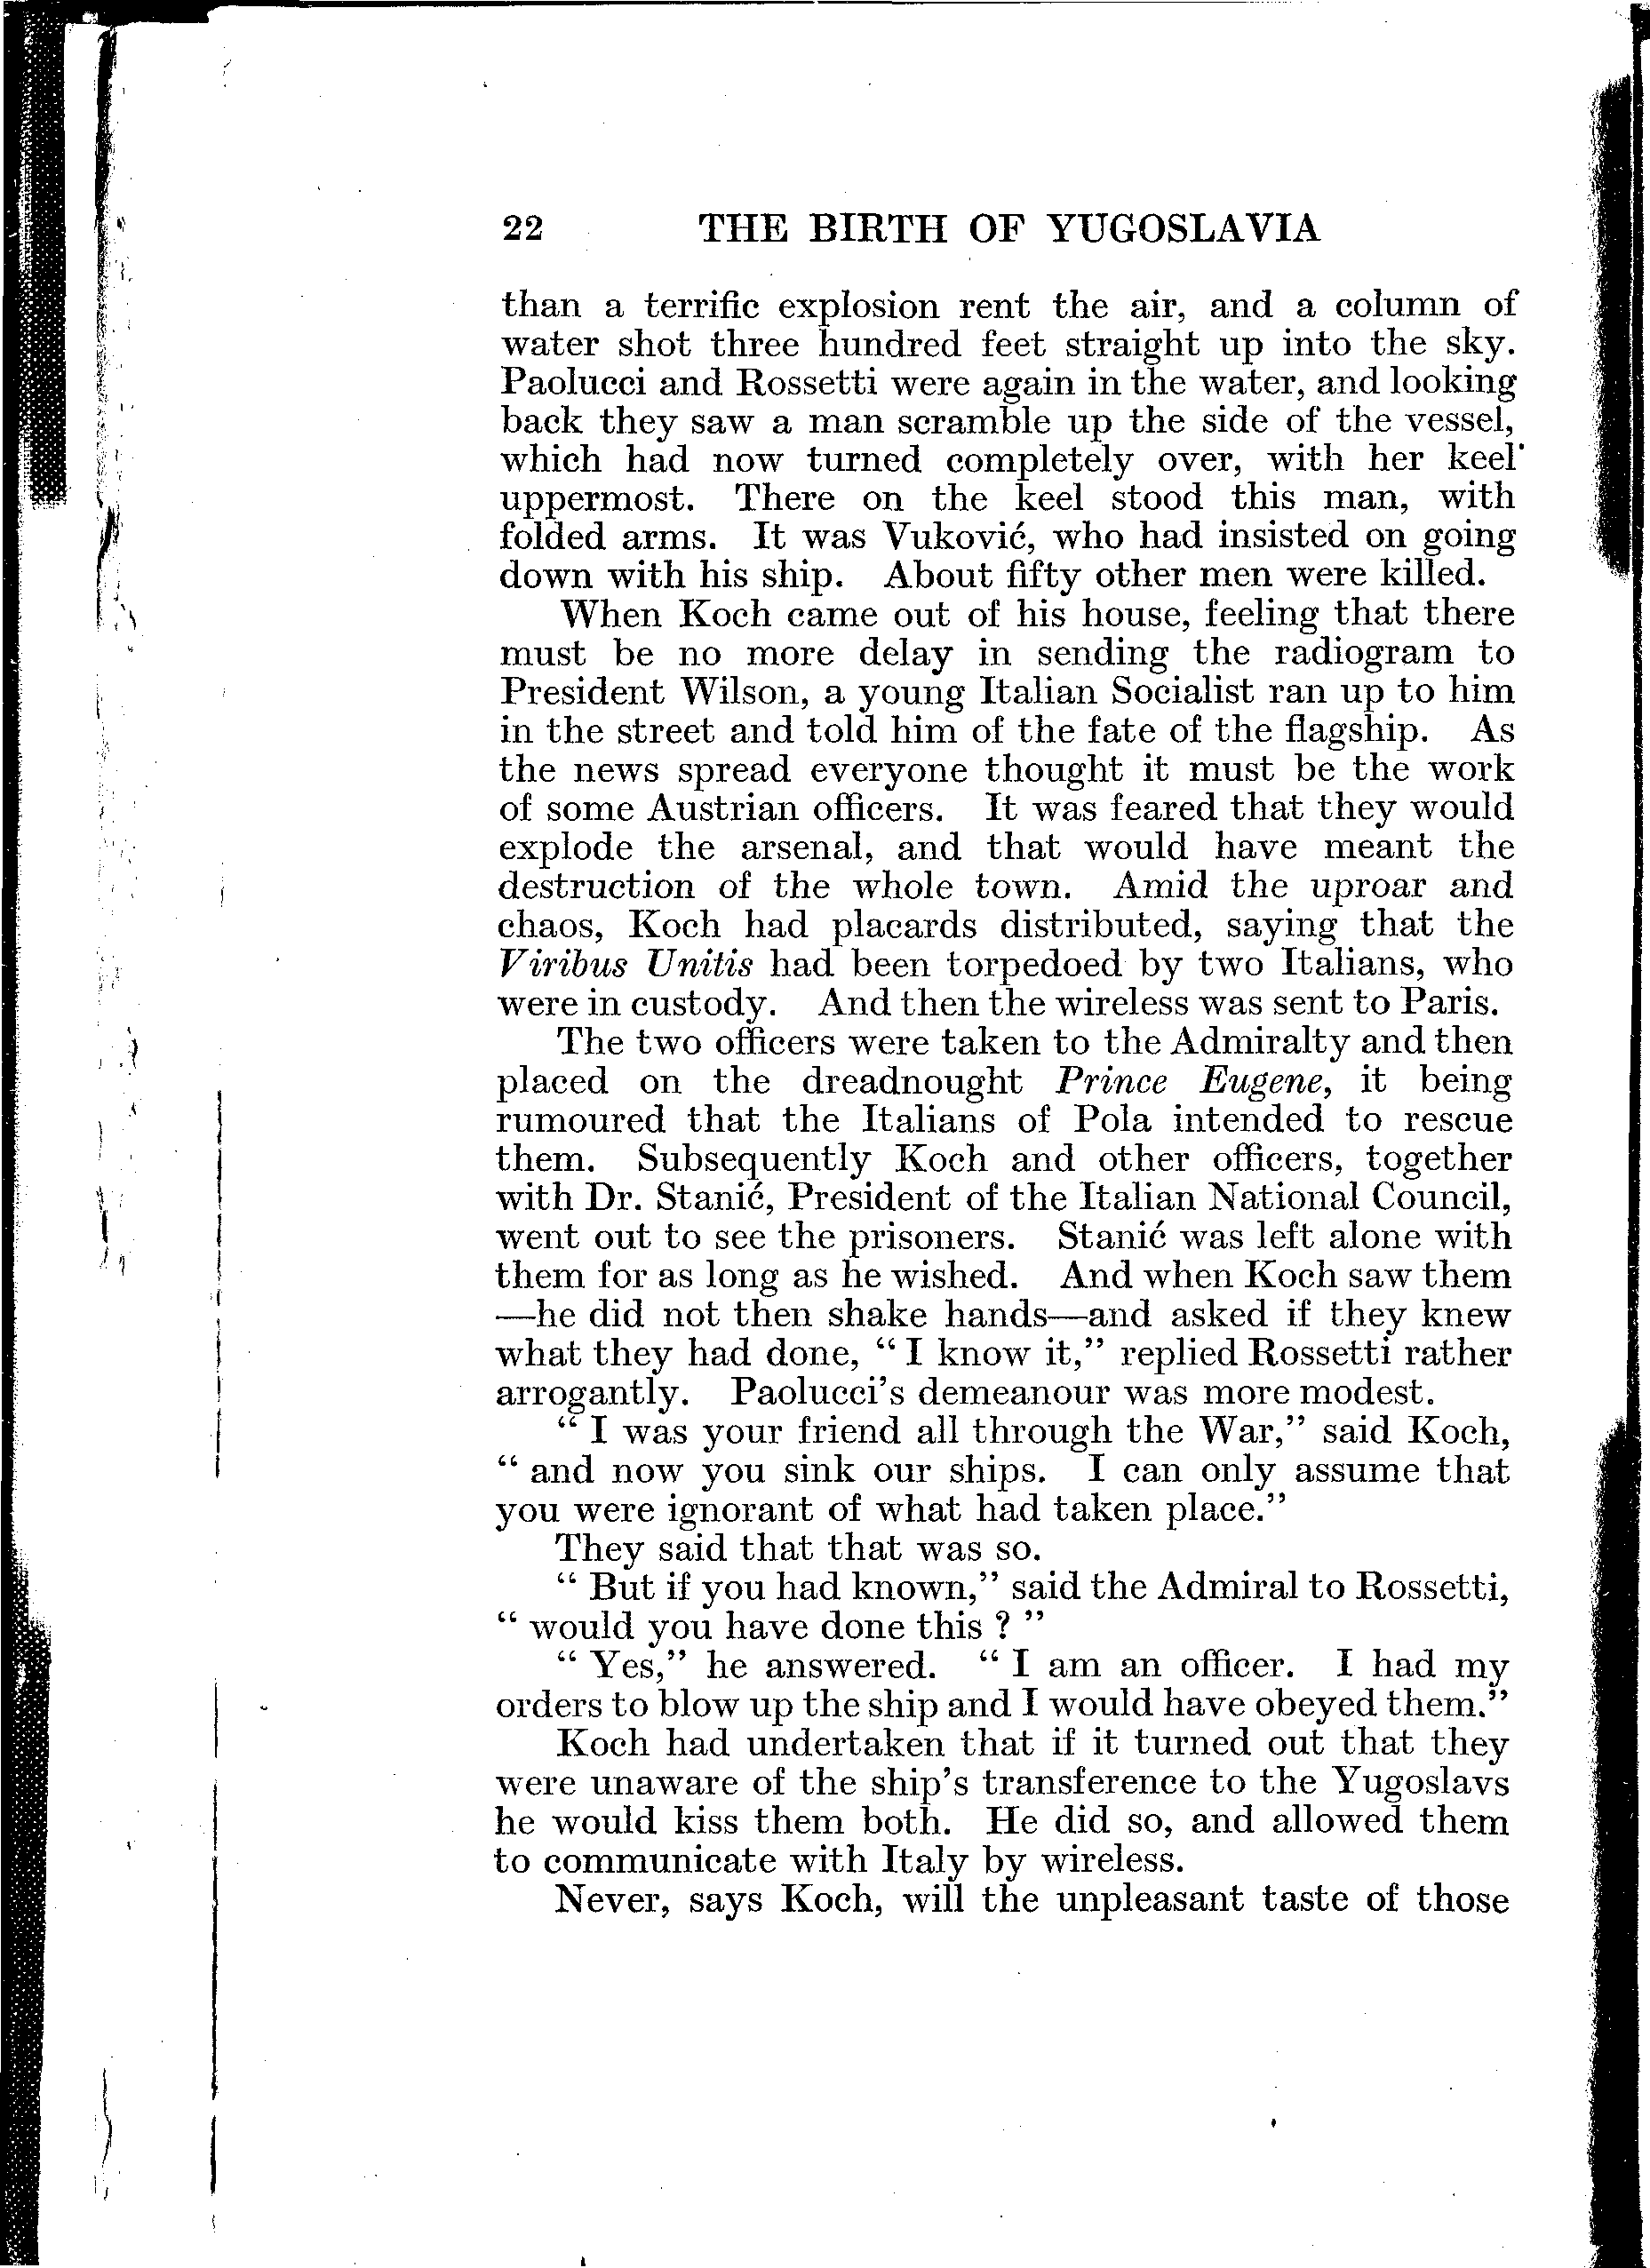 22 THE BIRTH OF YUGOSLAVIA
than a terrific explosion rent the air, and a column of
water shot three hundred feet straight up into the sky.
Paolucci and Rossetti were again in the water, and looking
back they saw a man scramble up the side of the vessel,
which had now turned completely over, with her keel
uppermost. There on the keel stood this man, with
folded arms. It was Vuković, who had insisted on going
down with his ship. About fifty other men were killed.
When Koch came out of his house, feeling that there
must be no more delay in sending the radiogram to
President Wilson, a young Italian Socialist ran up to him
in the street and told him of the fate of the flagship. As
the news spread everyone thought it must be the work
of some Austrian officers. It was feared that they would
explode the arsenal, and that would have meant the
destruction of the whole town. Amid the uproar and
chaos, Koch had placards distributed, saying that the
Viribus Unitis had been torpedoed by two Italians, who
were in custody. And then the wireless was sent to Paris.
The two officers were taken to the Admiralty and then
placed on the dreadnought Prince Eugene, it being
rumoured that the Italians of Pola intended to rescue
them. Subsequently Koch and other officers, together
with Dr. Stanić, President of the Italian National Council,
went out to see the prisoners. Stanić was left alone with
them for as long as he wished. And when Koch saw them
—he did not then shake hands—and asked if they knew
what they had done, “ I know it,” replied Rossetti rather
arrogantly. Paolucci’s demeanour was more modest.
“ I was your friend all through the War,” said Koch,
“ and now you sink our ships. I can only assume that
you were ignorant of what had taken place.”
They said that that was so.
“ But if you had known,” said the Admiral to Rossetti,
“ would you have done this ? ”
“ Yes,” he answered. “ I am an officer. I had my
orders to blow up the ship and I would have obeyed them.”
Koch had undertaken that if it turned out that they
were unaware of the ship’s transference to the Yugoslavs
he would kiss them both. He did so, and allowed them
to communicate with Italy by wireless.
Never, says Koch, will the unpleasant taste of those